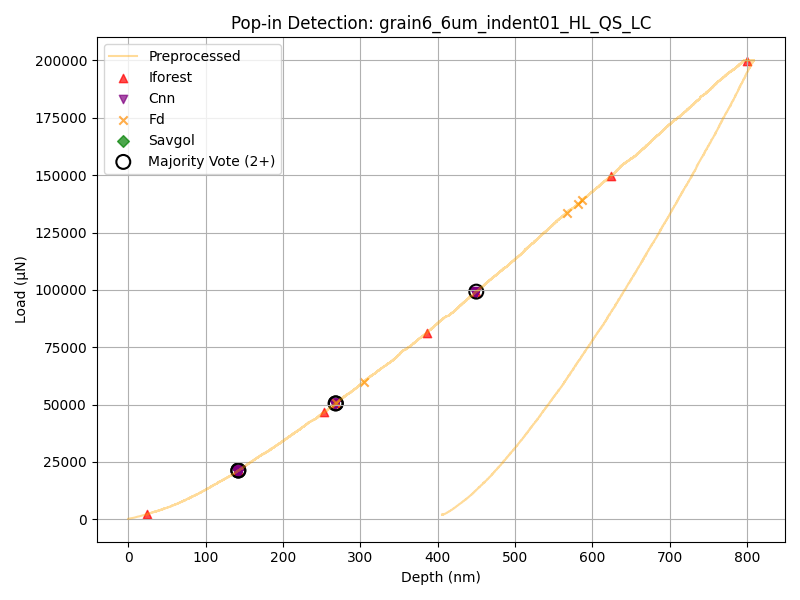 Pop-in Detection: grain6_6um_indent01_HL_QS_LC
Preprocessed
Iforest
Cnn
Fd
Savgol
Majority Vote (2+)
200000
175000
150000
125000
100000
75000
50000
25000
0
Load (µN)
0 100 200 300 400 500 600 700 800
Depth (nm)